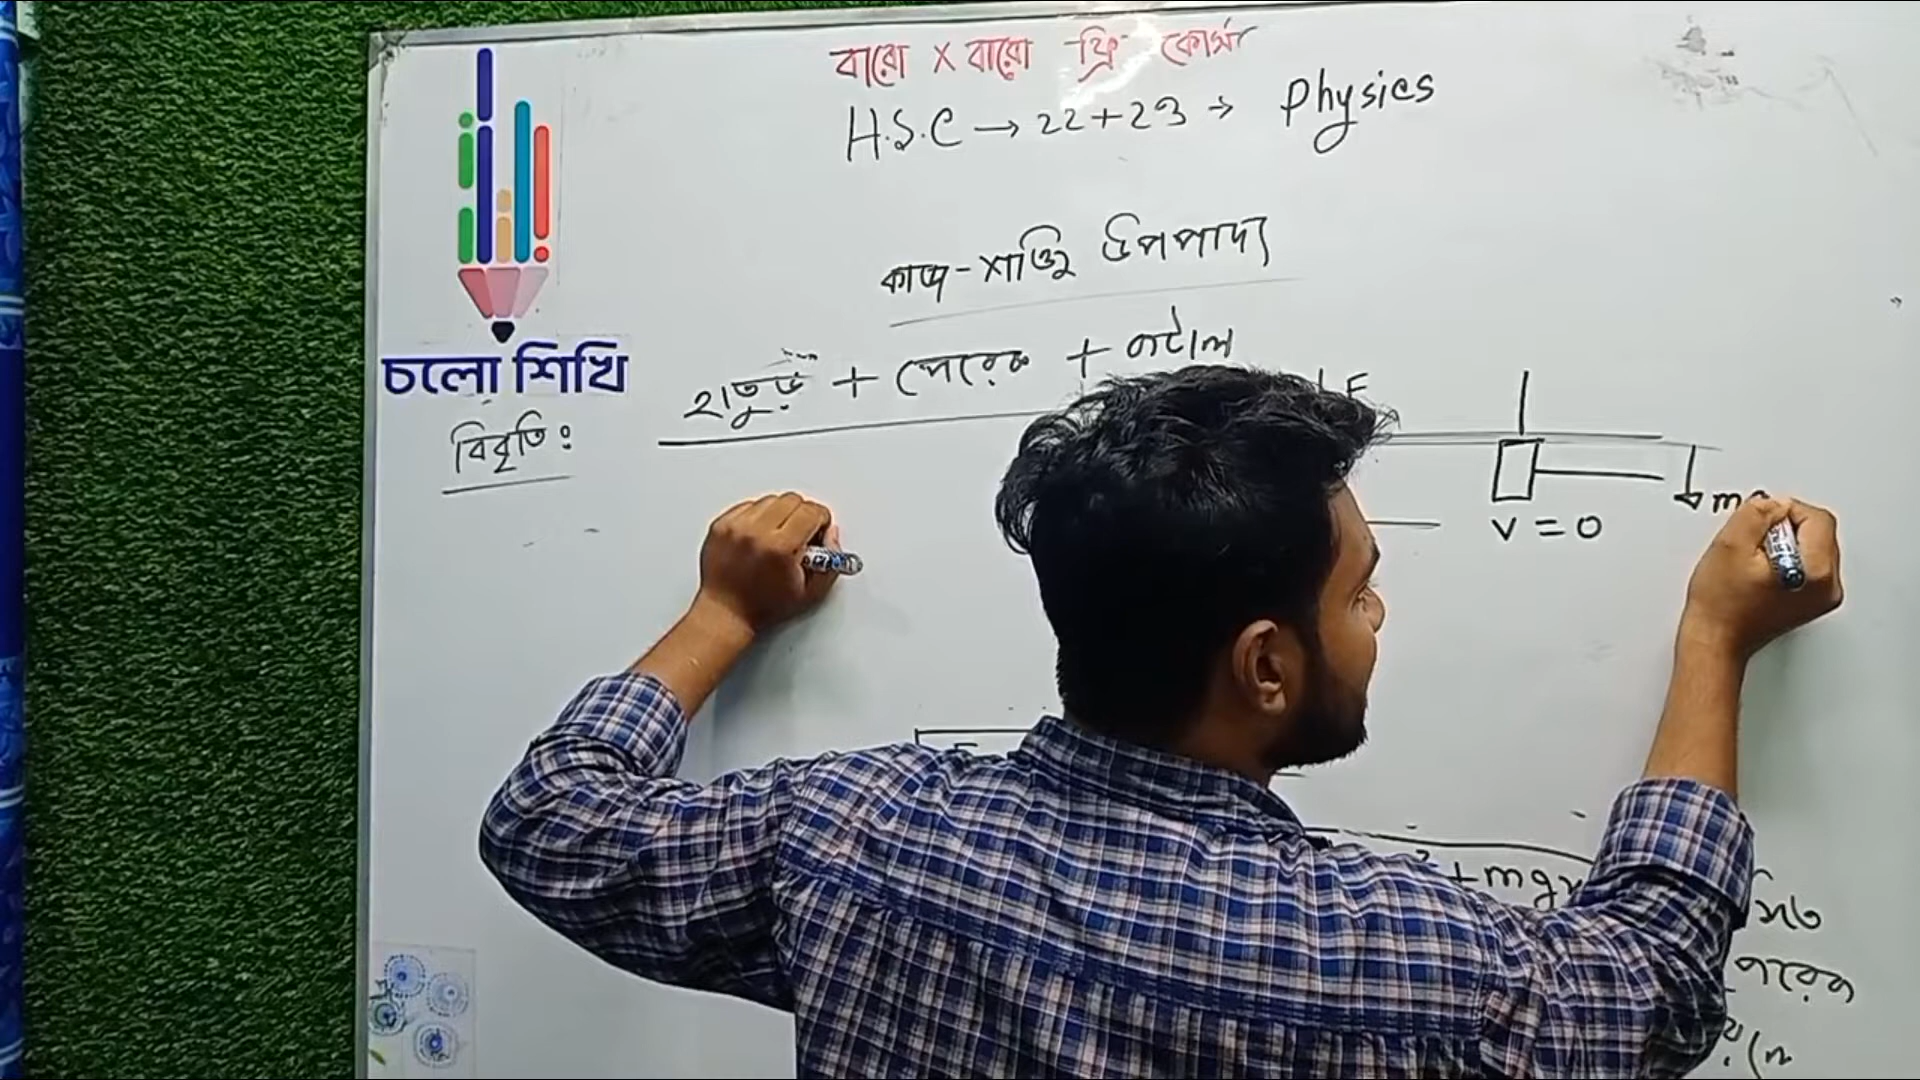 বারো x বারো ফ্রি কোর্স
H.S.C → 22+23 → Physics
কাজ-শক্তি উপপাদ্য
চলো শিখি
হাতুড়ি + পেরেক +
বিবৃতি:
F
v = 0
+mgx
পেরেক